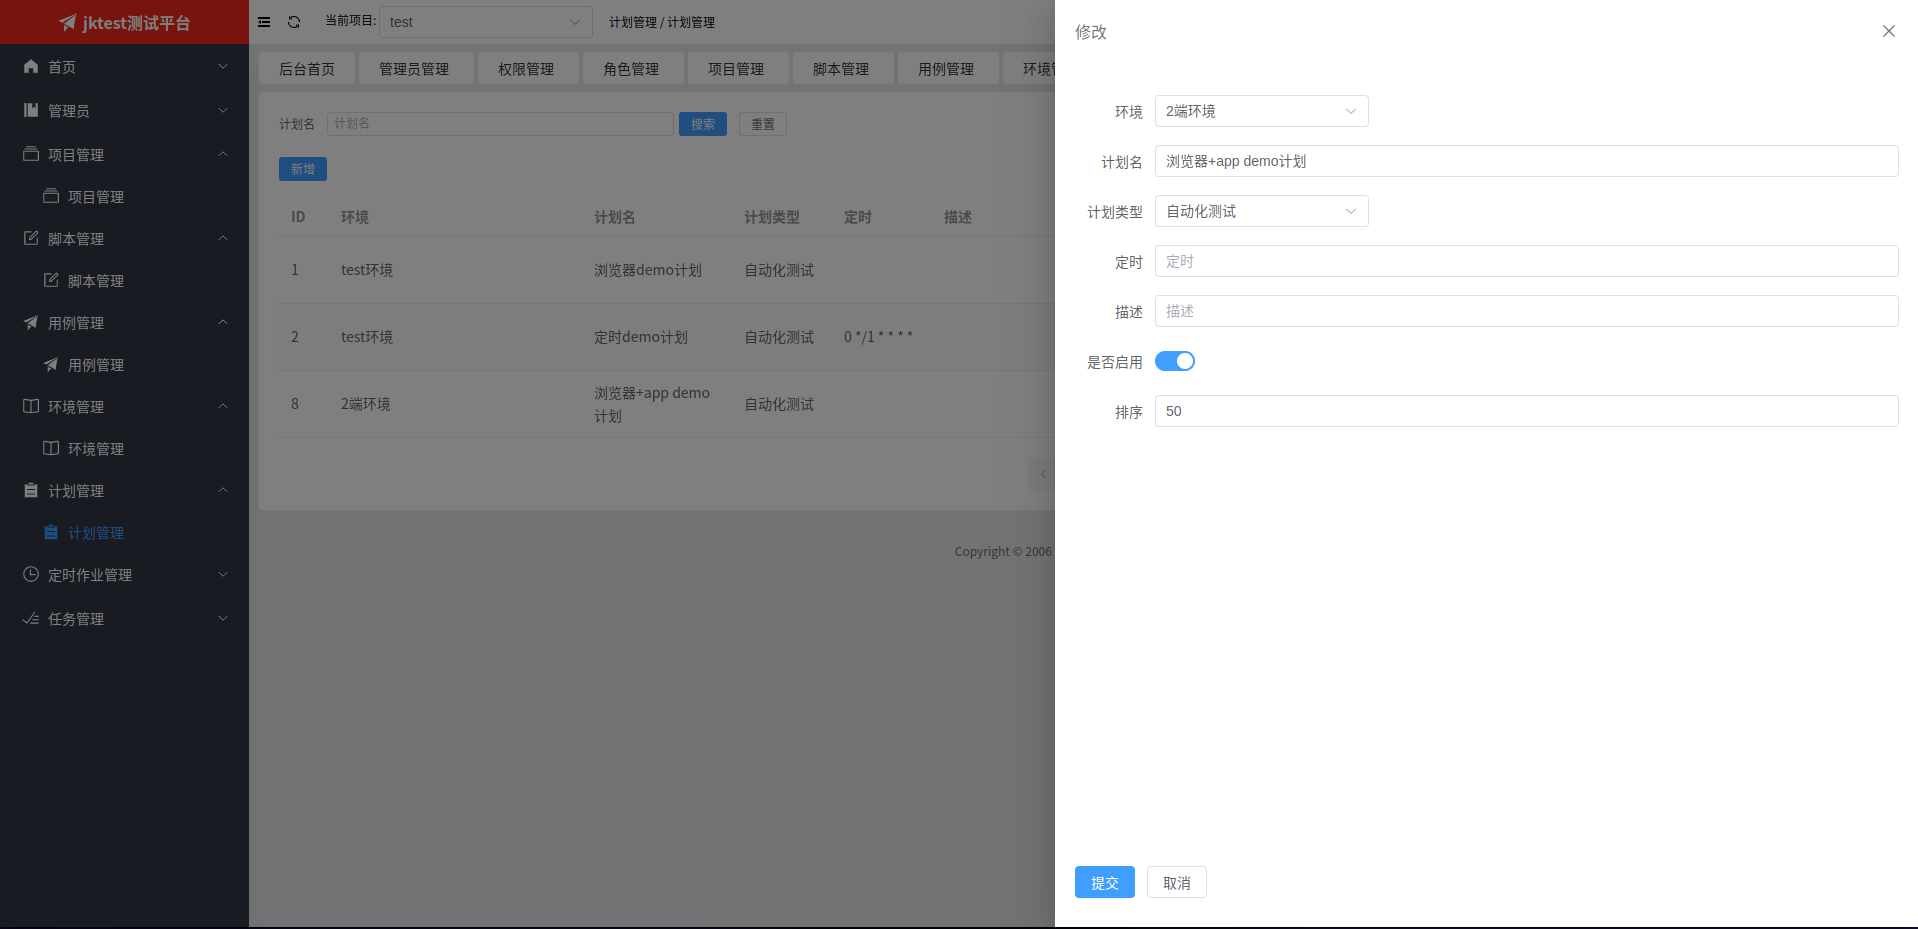 jktest测试平台
首页
管理员
项目管理
项目管理
脚本管理
脚本管理
用例管理
用例管理
环境管理
环境管理
计划管理
计划管理
定时作业管理
任务管理
当前项目: test 计划管理 / 计划管理
后台首页 管理员管理 权限管理 角色管理 项目管理 脚本管理 用例管理 环境
计划名 计划名 搜索 重置
新增
ID 环境 计划名 计划类型 定时 描述
1 test环境 浏览器demo计划 自动化测试
2 test环境 定时demo计划 自动化测试 0 */1 * * * *
8 2端环境 浏览器+app demo
计划 自动化测试
Copyright © 2006
修改
环境 2端环境
计划名 浏览器+app demo计划
计划类型 自动化测试
定时 定时
描述 描述
是否启用
排序 50
提交 取消